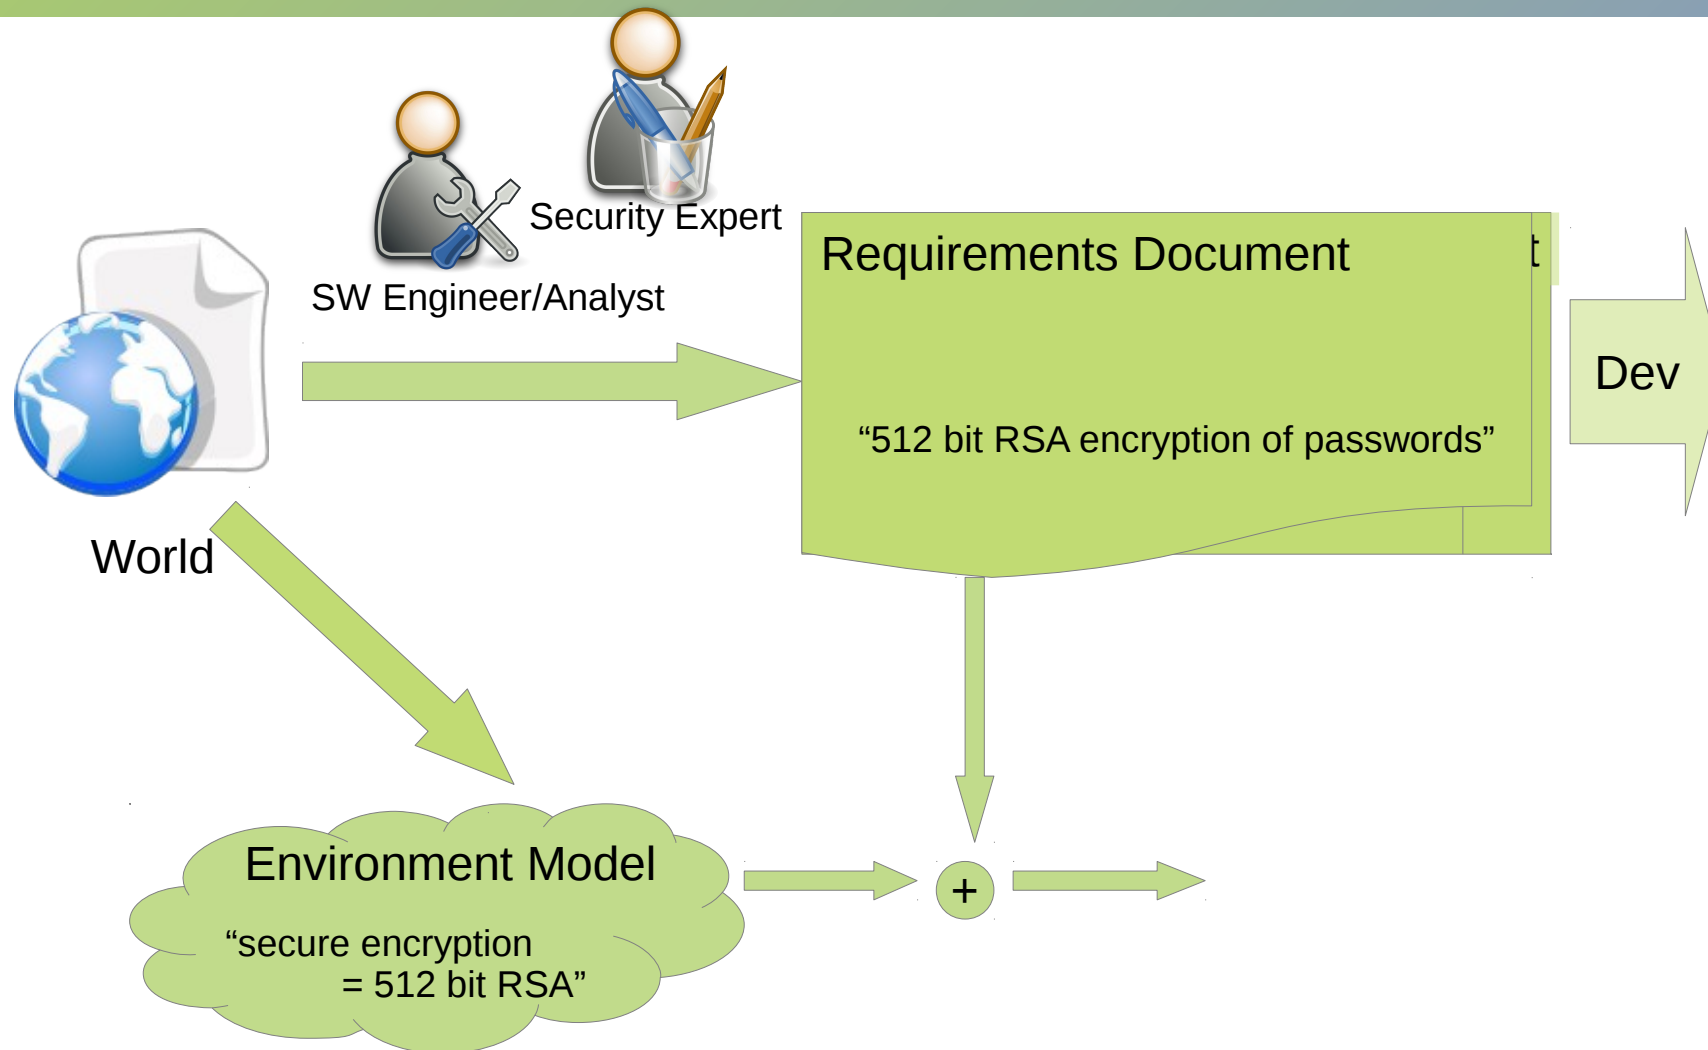 Security Expert
SW Engineer/Analyst
Requirements Document
t
“512 bit RSA encryption of passwords”
Dev
World
Environment Model
“secure encryption
= 512 bit RSA”
+